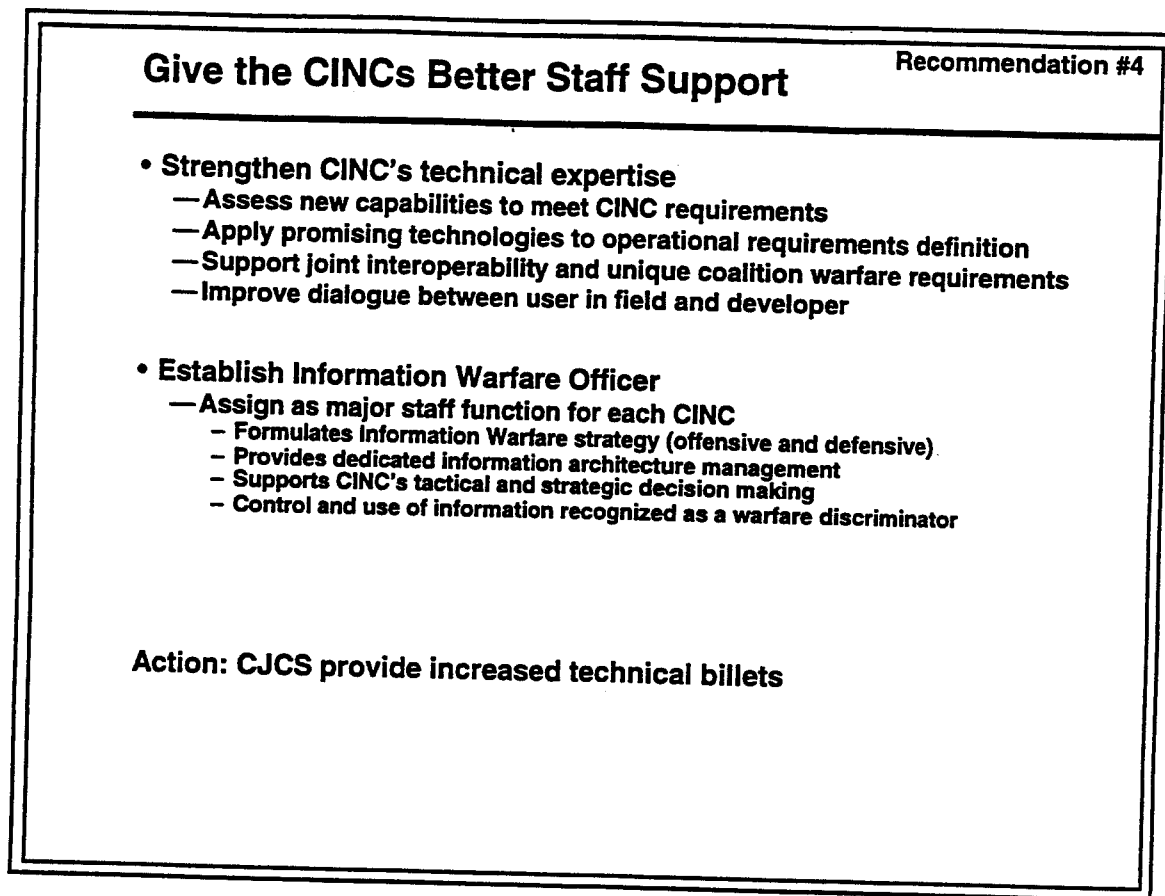 Recommendation #4
Give the CINCs Better Staff Support
• Strengthen CINC's technical expertise
—Assess new capabilities to meet CINC requirements
—Apply promising technologies to operational requirements definition
—Support joint interoperability and unique coalition warfare requirements
—Improve dialogue between user in field and developer
• Establish Information Warfare Officer
—Assign as major staff function for each CINC
– Formulates Information Warfare strategy (offensive and defensive)
– Provides dedicated information architecture management
– Supports CINC's tactical and strategic decision making
– Control and use of information recognized as a warfare discriminator
Action: CJCS provide increased technical billets